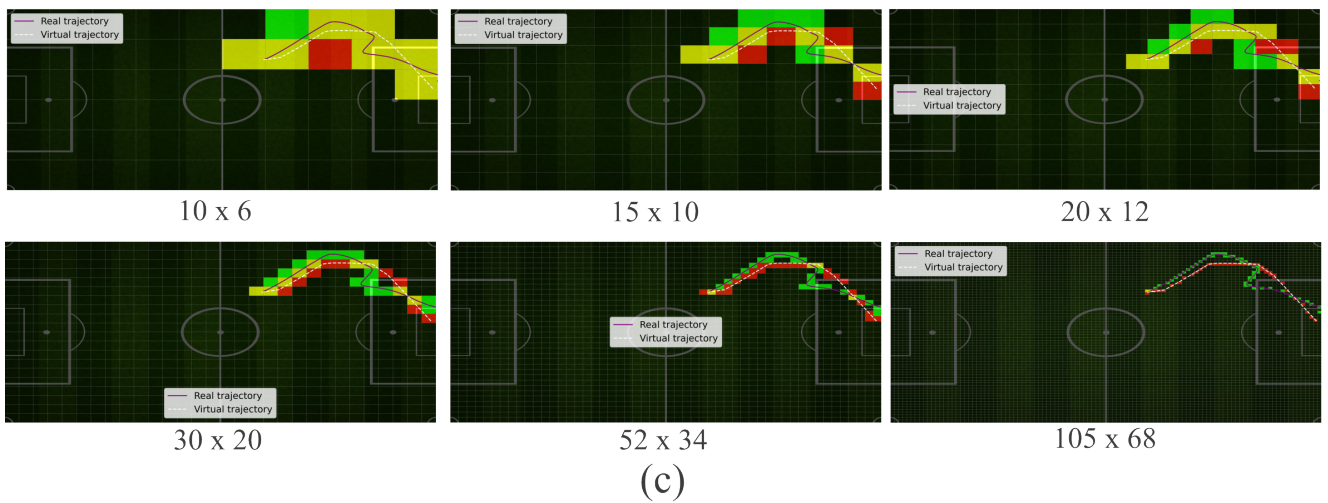 Real trajectory
Virtual trajectory
10 x 6
Real trajectory
Virtual trajectory
15 x 10
Real trajectory
Virtual trajectory
20 x 12
Real trajectory
Virtual trajectory
30 x 20
Real trajectory
Virtual trajectory
52 x 34
Real trajectory
Virtual trajectory
105 x 68
(c)